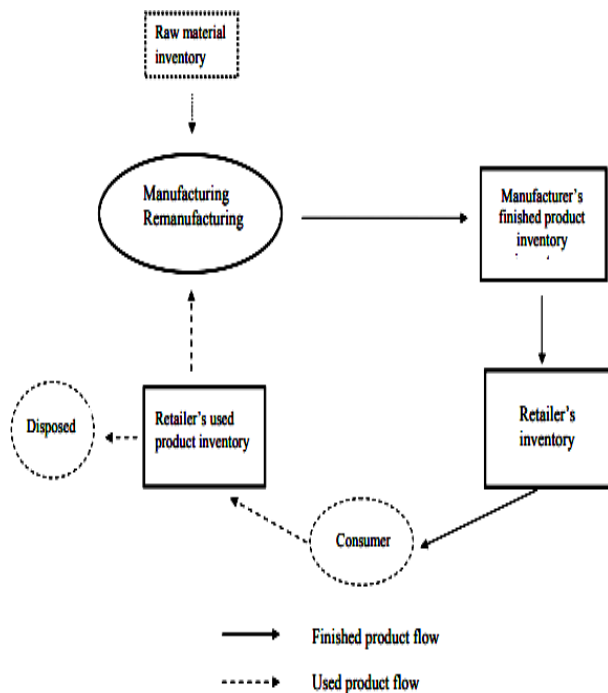 Raw material
inventory
Manufacturing
Remanufacturing
Manufacturer's
finished product
inventory
Retailer's used
product inventory
Disposed
Retailer's
inventory
Consumer
Finished product flow
Used product flow